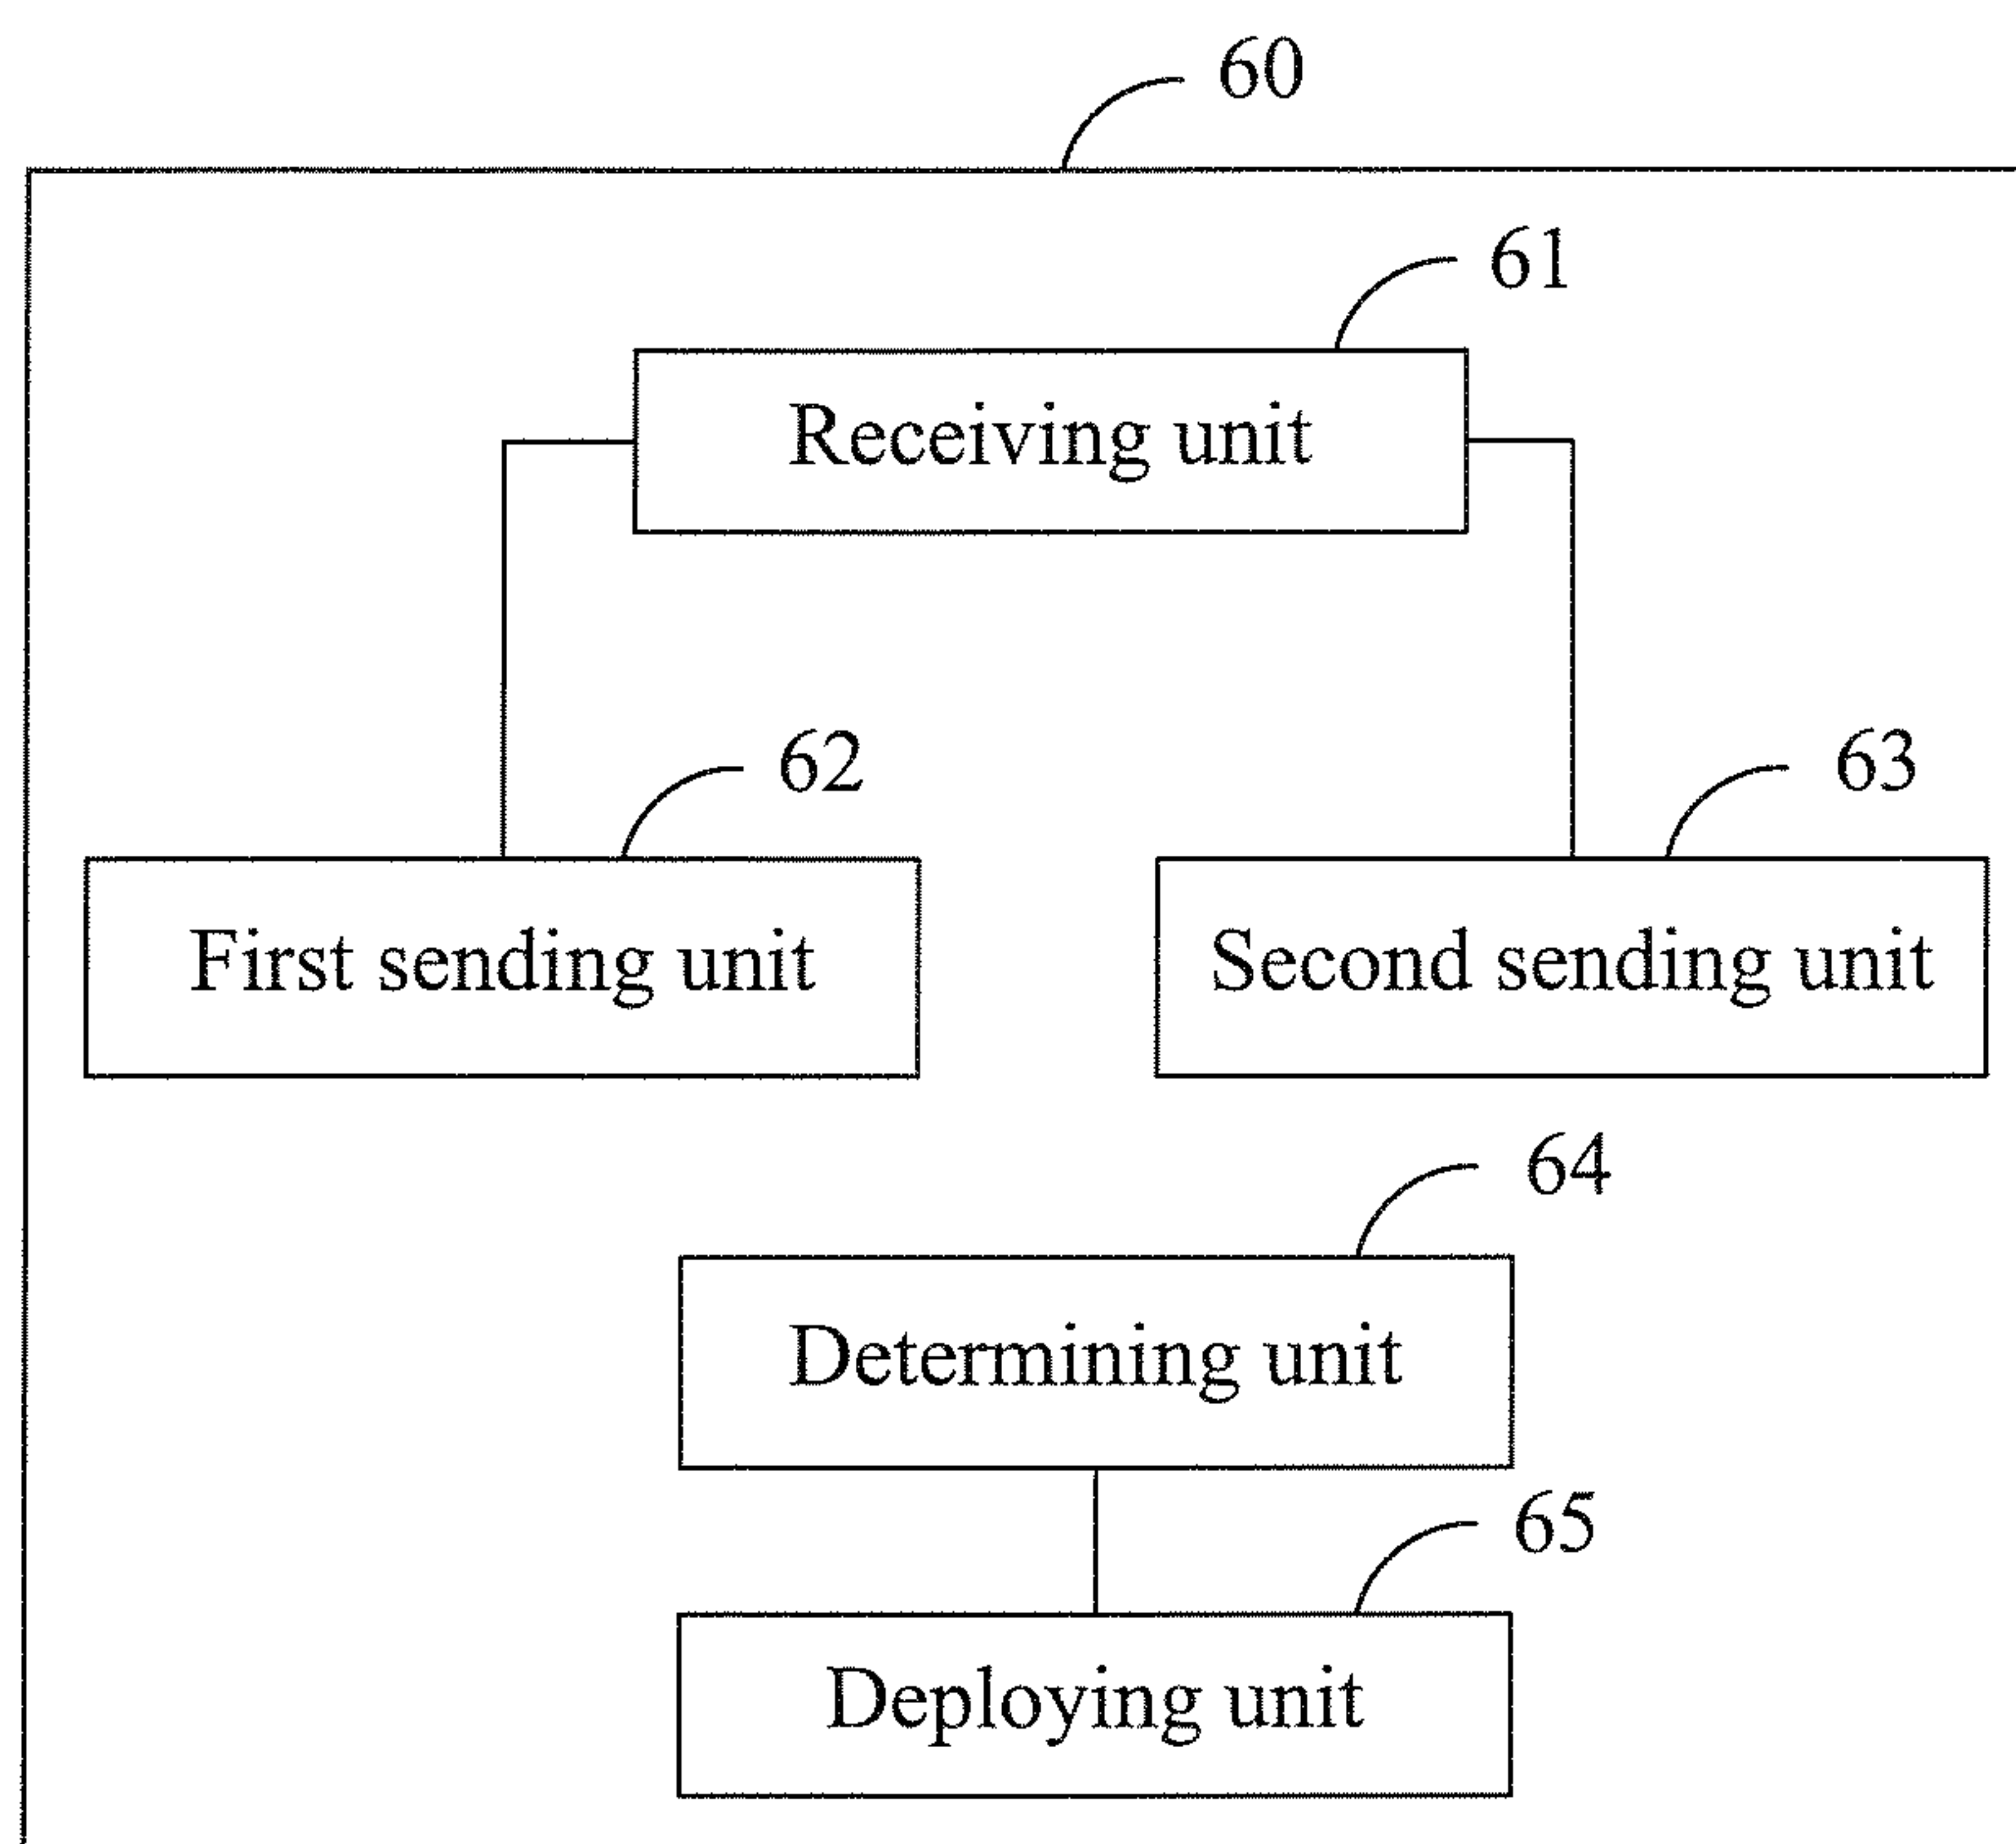 60
61
Receiving unit
62
63
First sending unit
Second sending unit
64
Determining unit
65
Deploying unit